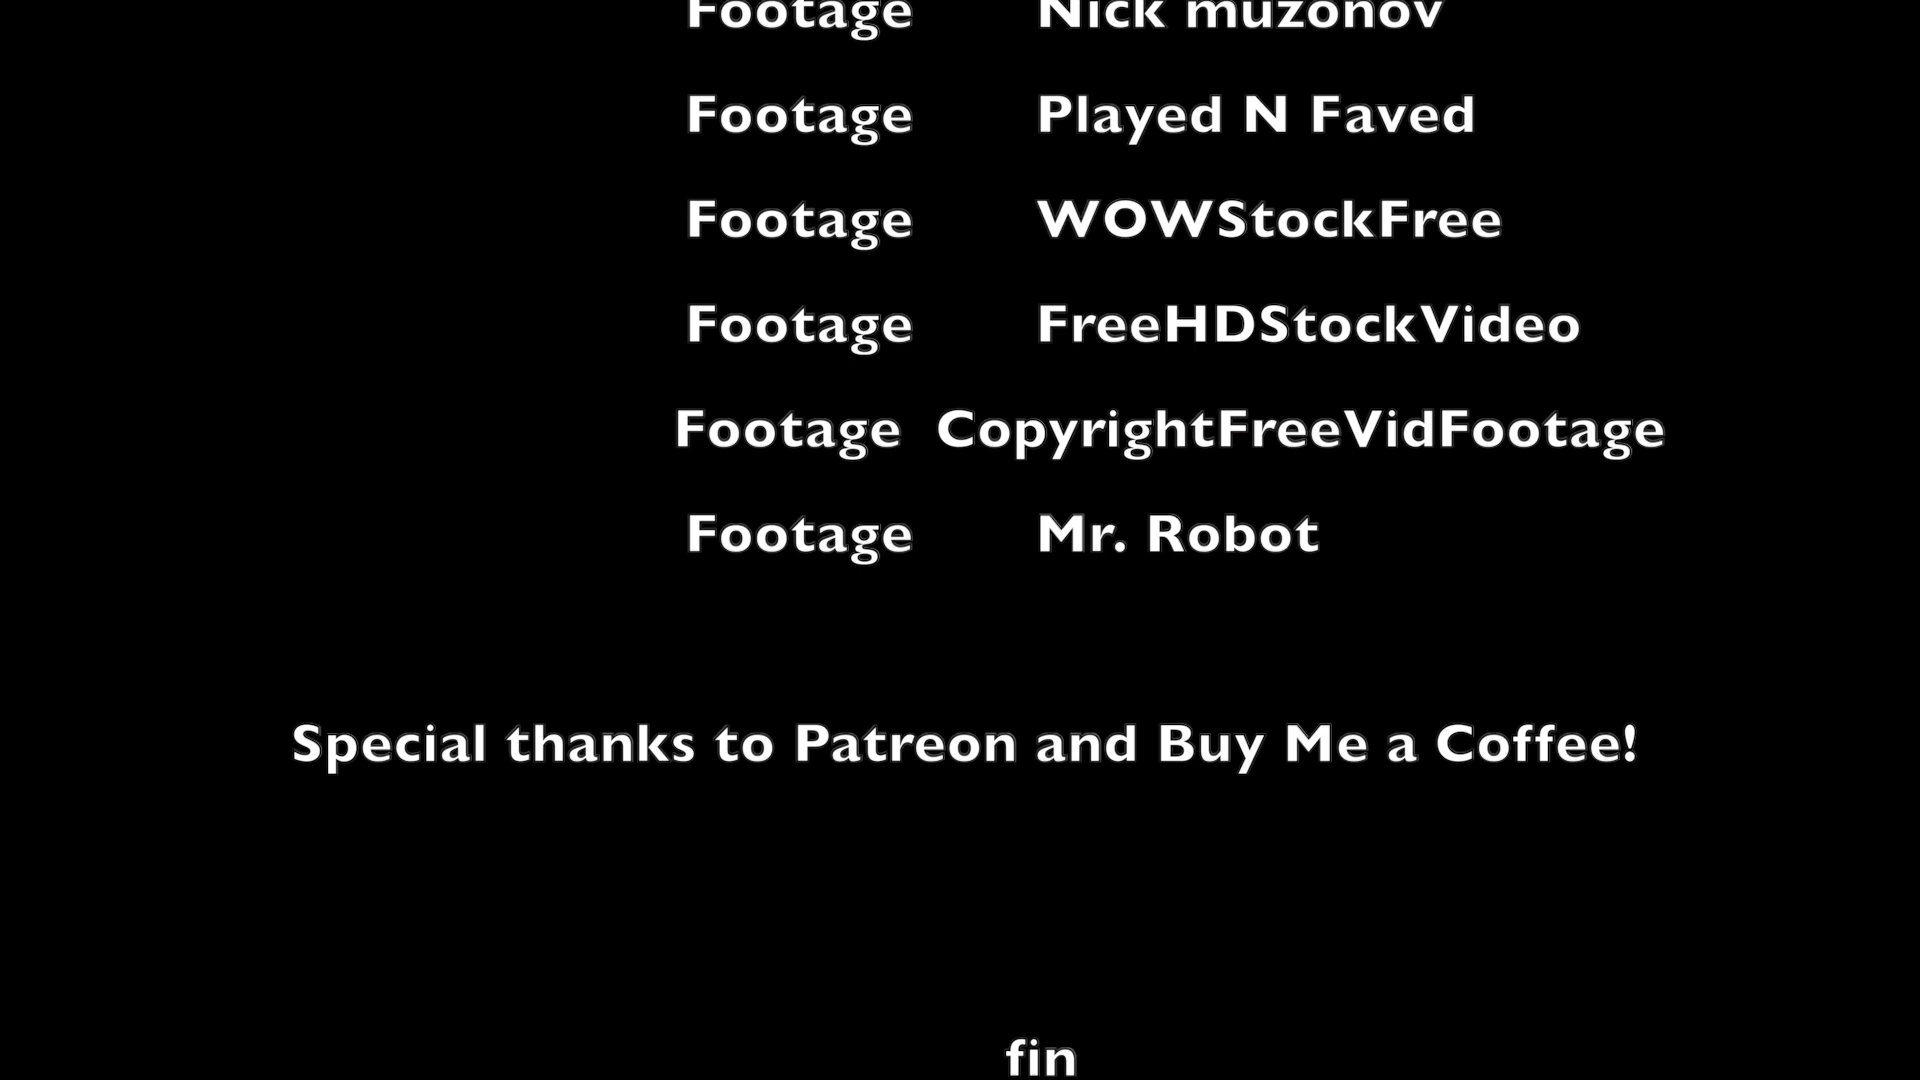 Footage Nick muzonov
Footage Played N Faved
Footage WOWStockFree
Footage FreeHDStockVideo
Footage CopyrightFreeVidFootage
Footage Mr. Robot
Special thanks to Patreon and Buy Me a Coffee!
fin